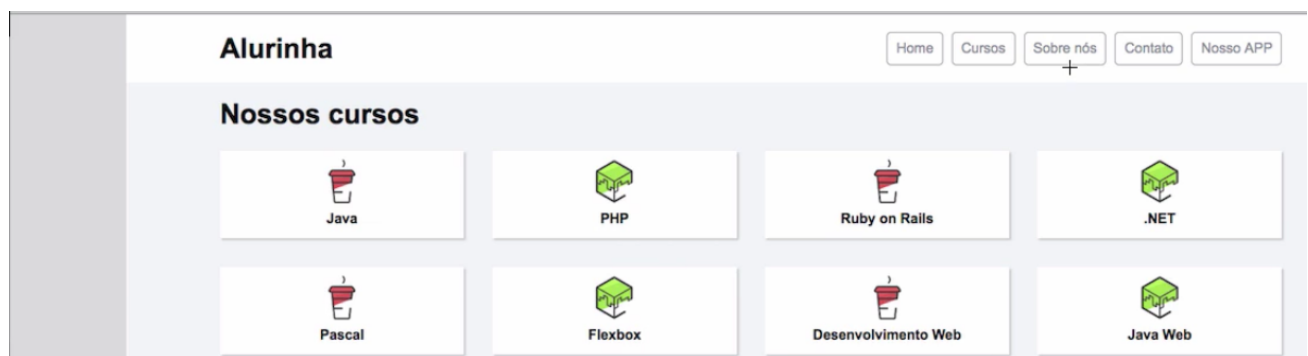 Alurinha
Home Cursos Sobre nós Contato Nosso APP
Nossos cursos
Java PHP Ruby on Rails .NET
Pascal Flexbox Desenvolvimento Web Java Web